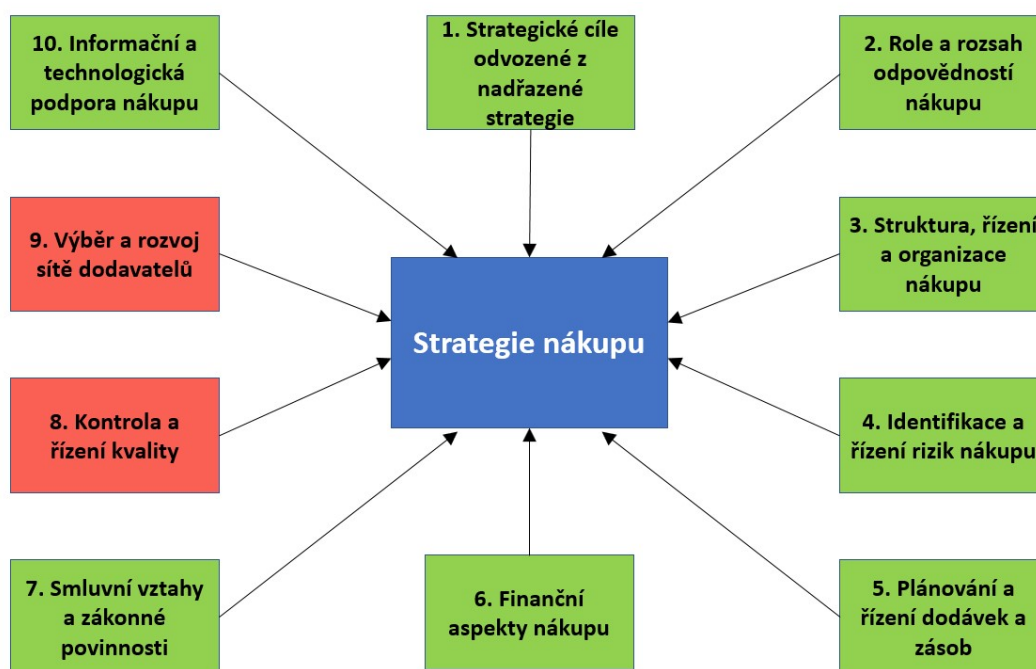 10. Informační a
technologická
podpora nákupu
1. Strategické cíle
odvozené z
nadřazené
strategie
2. Role a rozsah
odpovědností
nákupu
9. Výběr a rozvoj
sítě dodavatelů
3. Struktura, řízení
a organizace
nákupu
Strategie nákupu
8. Kontrola a
řízení kvality
4. Identifikace a
řízení rizik nákupu
7. Smluvní vztahy
a zákonné
povinnosti
6. Finanční
aspekty nákupu
5. Plánování a
řízení dodávek a
zásob